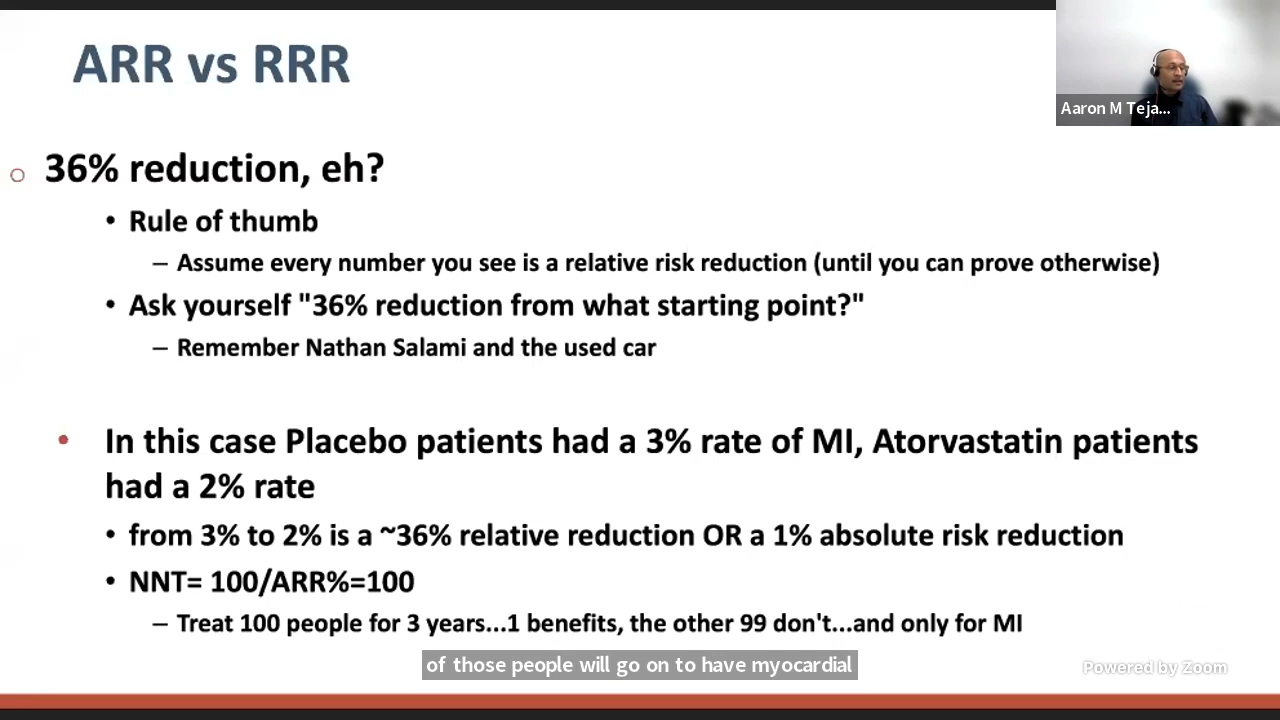 ARR vs RRR
Aaron M Teja...
36% reduction, eh?
• Rule of thumb
– Assume every number you see is a relative risk reduction (until you can prove otherwise)
• Ask yourself "36% reduction from what starting point?"
– Remember Nathan Salami and the used car
• In this case Placebo patients had a 3% rate of MI, Atorvastatin patients
had a 2% rate
• from 3% to 2% is a ~36% relative reduction OR a 1% absolute risk reduction
• NNT= 100/ARR%=100
– Treat 100 people for 3 years...1 benefits, the other 99 don't...and only for MI
of those people will go on to have myocardial
Powered by Zoom